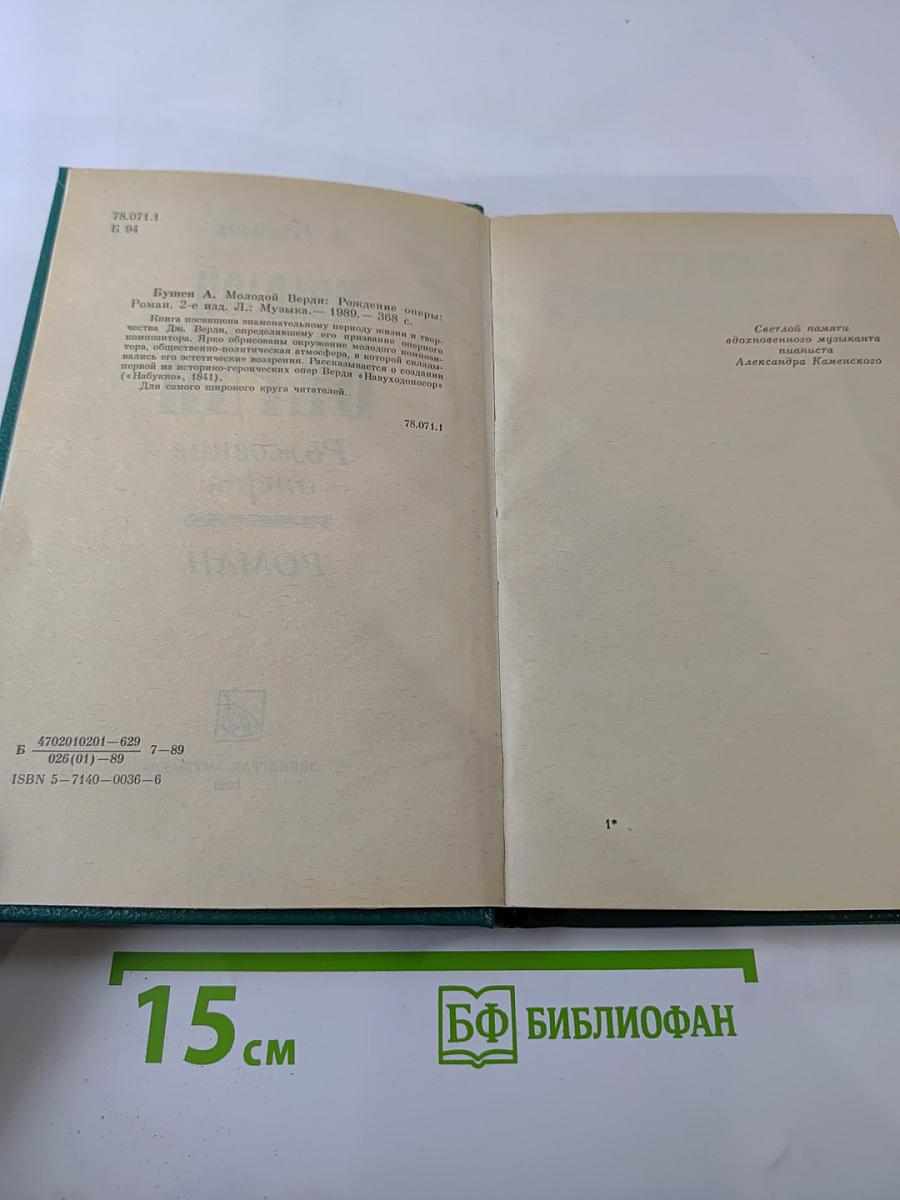 78.071.1
Б 94
Бушен А. Молодой Верди: Рождение оперы:
Роман. 2-е изд. Л.: Музыка.— 1989.— 368 с.
Книга посвящена знаменательному периоду жизни и твор-
чества Дж. Верди, определившему его призвание оперного
композитора. Ярко обрисованы окружение молодого компози-
тора, общественно-политическая атмосфера, в которой склады-
вались его эстетические воззрения. Рассказывается о создании
первой из историко-героических опер Верди «Навуходоносор»
(«Набукко», 1841).
Для самого широкого круга читателей.
78.071.1
Б 4702010201—629 7—89
026(01)—89
ISBN 5—7140—0036—6
Светлой памяти
вдохновенного музыканта
пианиста
Александра Каменского
1*
15 см
БФ БИБЛИОФАН